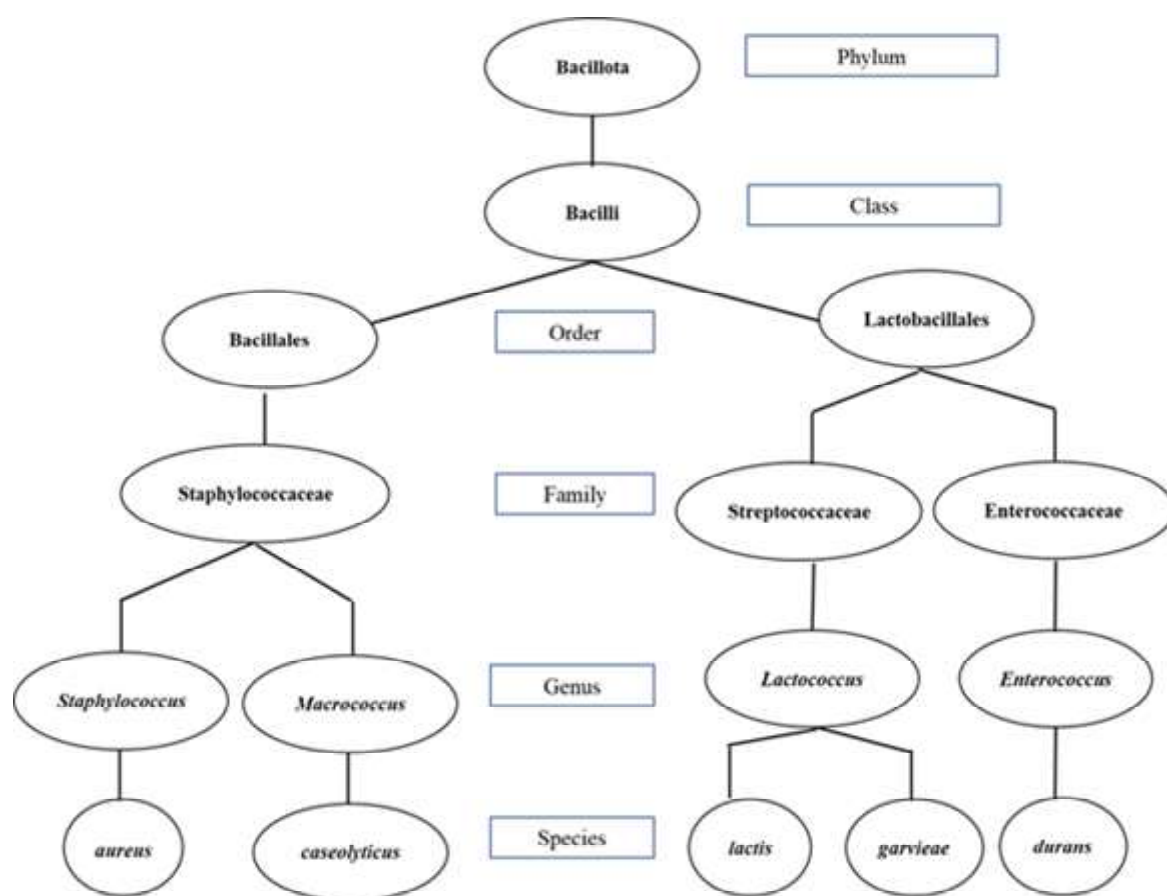 Bacillota
Phylum
Bacilli
Class
Bacillales
Order
Lactobacillales
Staphylococcaceae
Family
Streptococcaceae
Enterococcaceae
Staphylococcus
Macrococcus
Genus
Lactococcus
Enterococcus
aureus
caseolyticus
Species
lactis
garvieae
durans